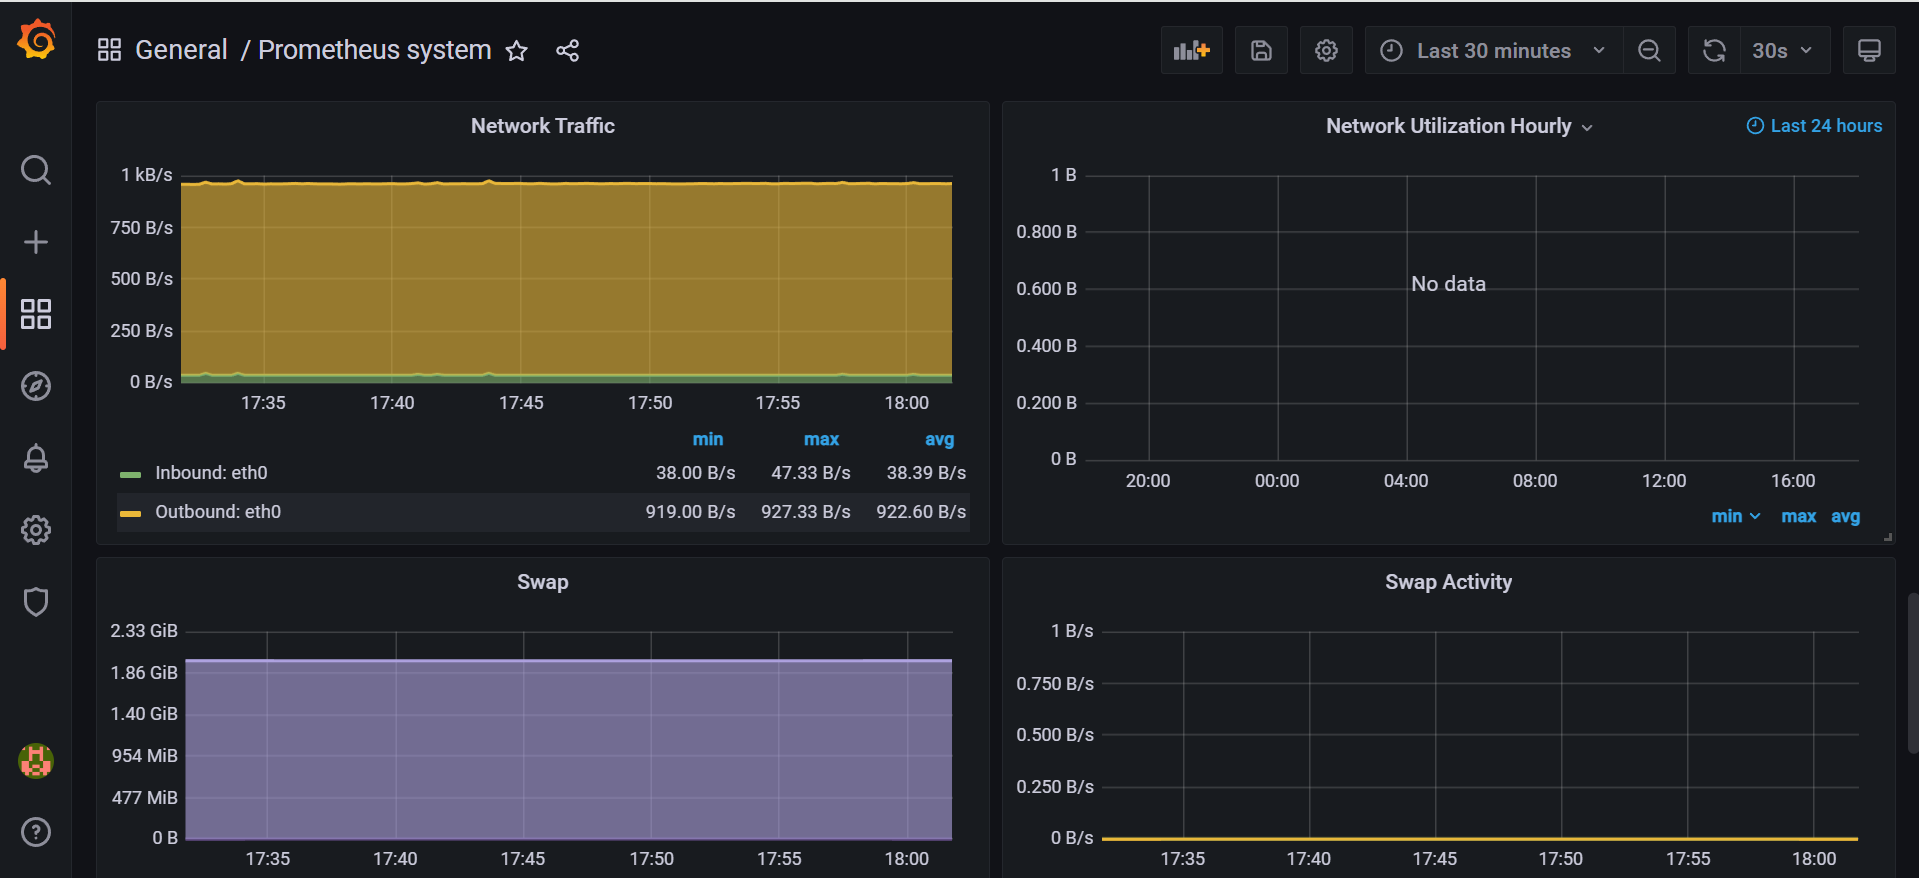 General / Prometheus system
Last 30 minutes
30s
Network Traffic
1 kB/s
750 B/s
500 B/s
250 B/s
0 B/s
17:35 17:40 17:45 17:50 17:55 18:00
min max avg
Inbound: eth0 38.00 B/s 47.33 B/s 38.39 B/s
Outbound: eth0 919.00 B/s 927.33 B/s 922.60 B/s
Network Utilization Hourly
Last 24 hours
1 B
0.800 B
0.600 B
0.400 B
0.200 B
0 B
No data
20:00 00:00 04:00 08:00 12:00 16:00
min max avg
Swap
2.33 GiB
1.86 GiB
1.40 GiB
954 MiB
477 MiB
0 B
17:35 17:40 17:45 17:50 17:55 18:00
Swap Activity
1 B/s
0.750 B/s
0.500 B/s
0.250 B/s
0 B/s
17:35 17:40 17:45 17:50 17:55 18:00